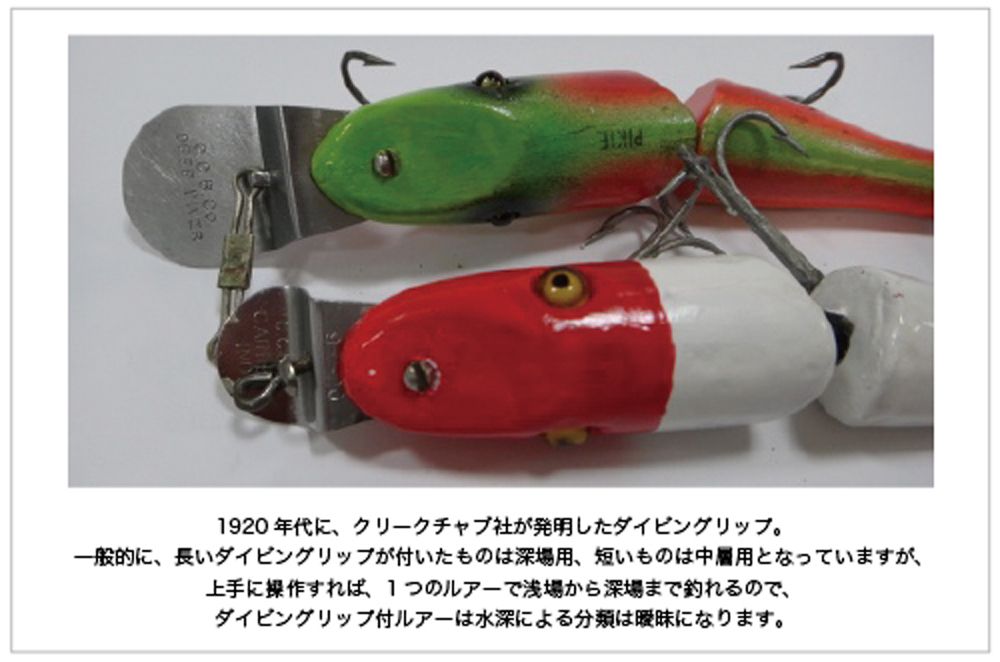 C.C.B.CO.
DEEP DIVER
PIKIE
1920 年代に、クリークチャブ社が発明したダイビングリップ。
一般的に、長いダイビングリップが付いたものは深場用、短いものは中層用となっていますが、
上手に操作すれば、1つのルアーで浅場から深場まで釣れるので、
ダイビングリップ付ルアーは水深による分類は曖昧になります。